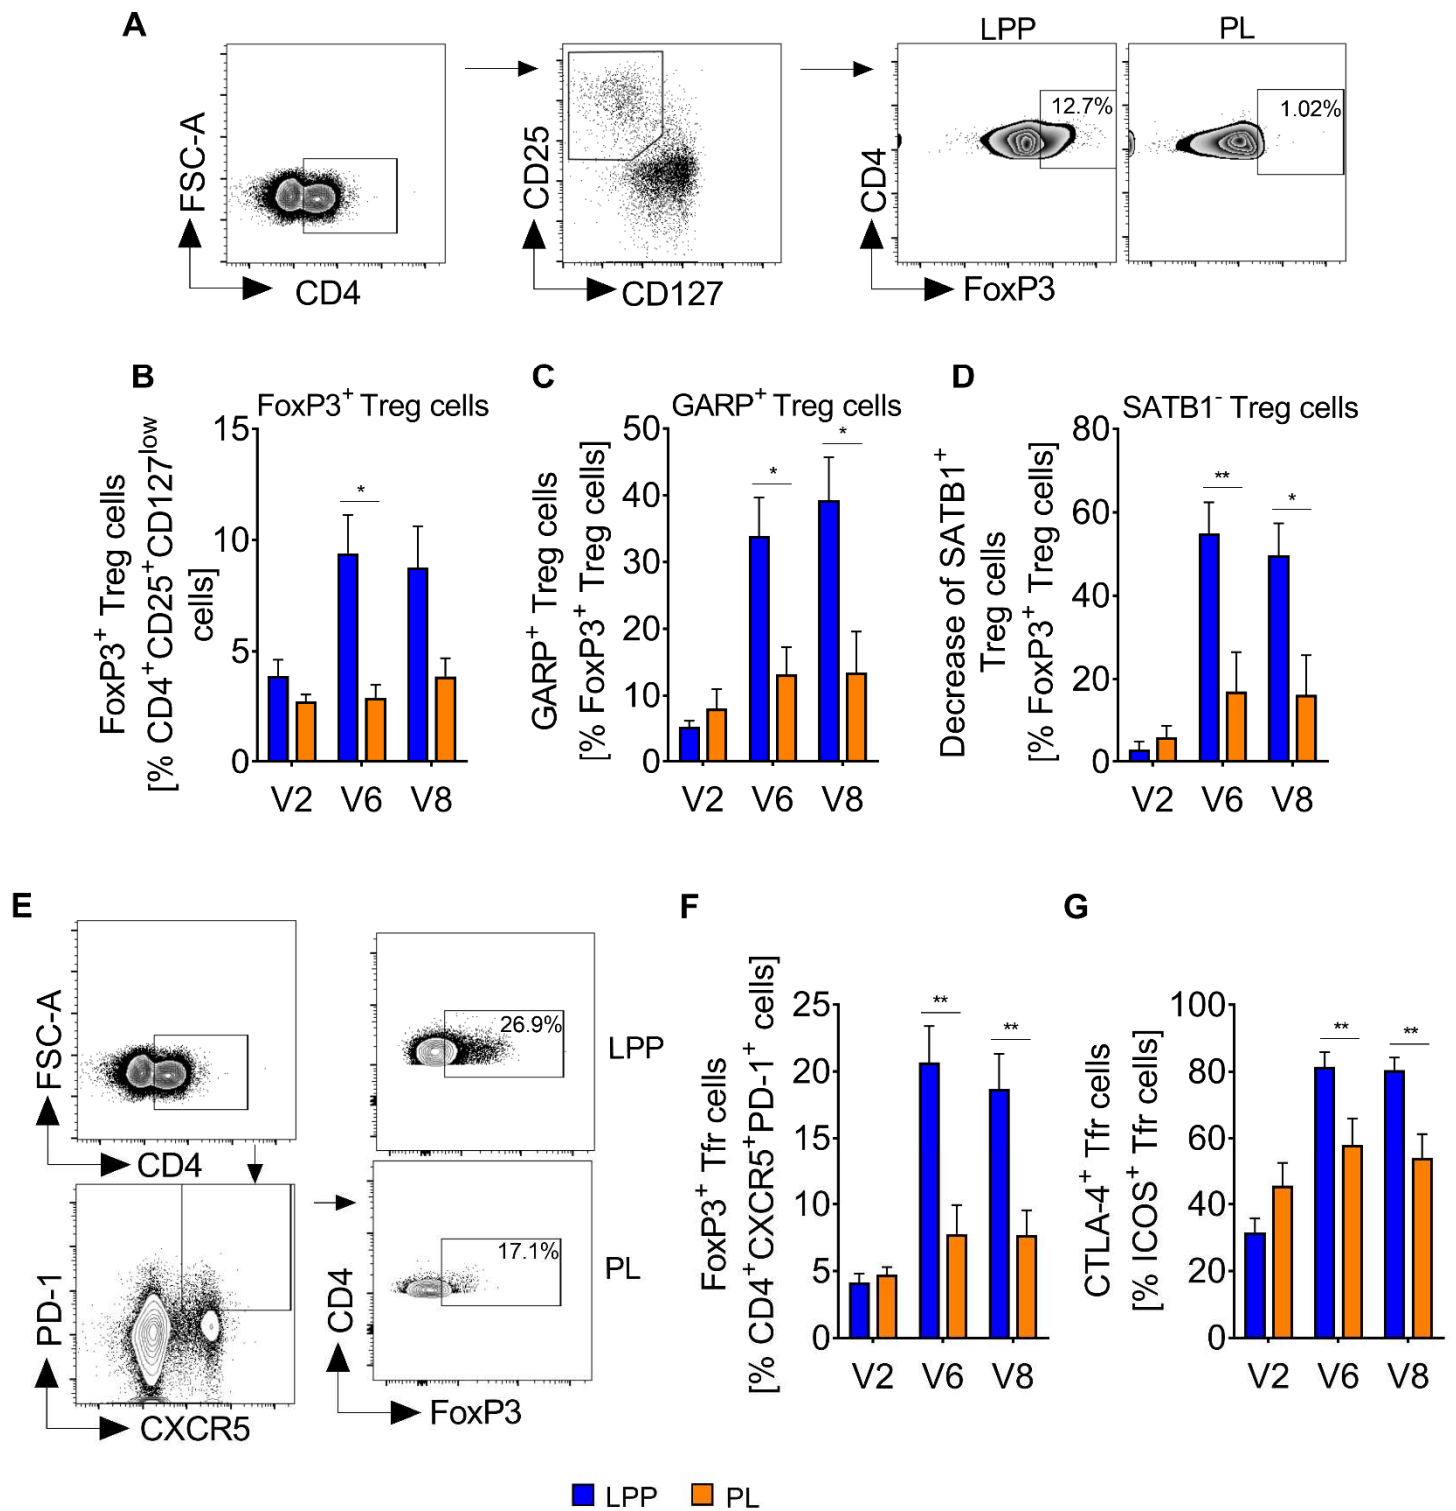 A
LPP
PL
FSC-A
CD4
CD25
CD127
CD4
12.7%
1.02%
FoxP3
B
FoxP3+ Treg cells
FoxP3+ Treg cells
[% CD4+CD25+CD127low
cells]
15
10
5
0
V2 V6 V8
*
C
GARP+ Treg cells
GARP+ Treg cells
[% FoxP3+ Treg cells]
50
40
30
20
10
0
V2 V6 V8
*
*
D
SATB1- Treg cells
Decrease of SATB1+
Treg cells
[% FoxP3+ Treg cells]
80
60
40
20
0
V2 V6 V8
**
*
E
FSC-A
CD4
PD-1
CXCR5
26.9%
LPP
17.1%
PL
CD4
FoxP3
F
FoxP3+ Tfr cells
[% CD4+CXCR5+PD-1+ cells]
25
20
15
10
5
0
V2 V6 V8
**
**
G
CTLA-4+ Tfr cells
[% ICOS+ Tfr cells]
100
80
60
40
20
0
V2 V6 V8
**
**
LPP PL